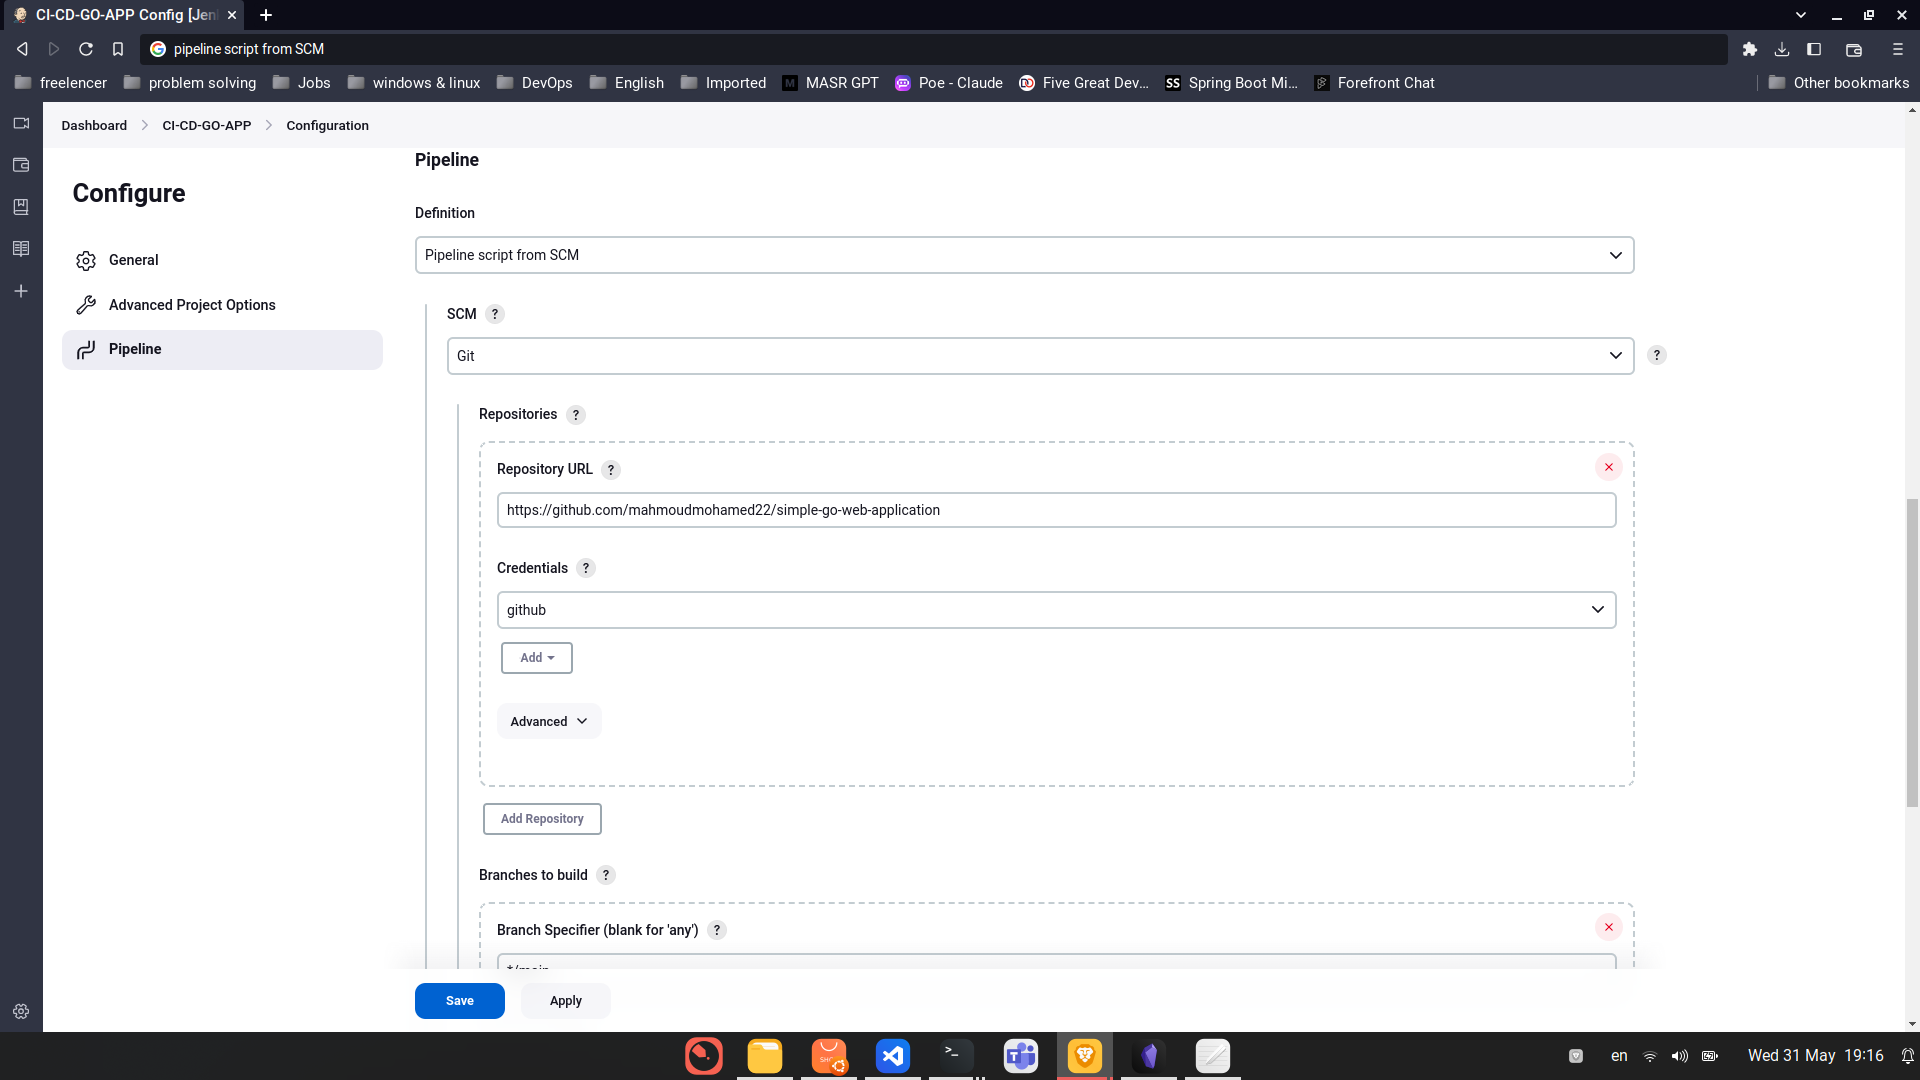 CI-CD-GO-APP Config [Jen
pipeline script from SCM
freelencer
problem solving
Jobs
windows & linux
DevOps
English
Imported
MASR GPT
Poe - Claude
Five Great Dev...
Spring Boot Mi...
Forefront Chat
Other bookmarks
Dashboard
CI-CD-GO-APP
Configuration
Configure
General
Advanced Project Options
Pipeline
Pipeline
Definition
Pipeline script from SCM
SCM ?
Git
?
Repositories ?
Repository URL ?
https://github.com/mahmoudmohamed22/simple-go-web-application
Credentials ?
github
Add
Advanced
Add Repository
Branches to build ?
Branch Specifier (blank for 'any') ?
*/main
Save
Apply
en
Wed 31 May 19:16